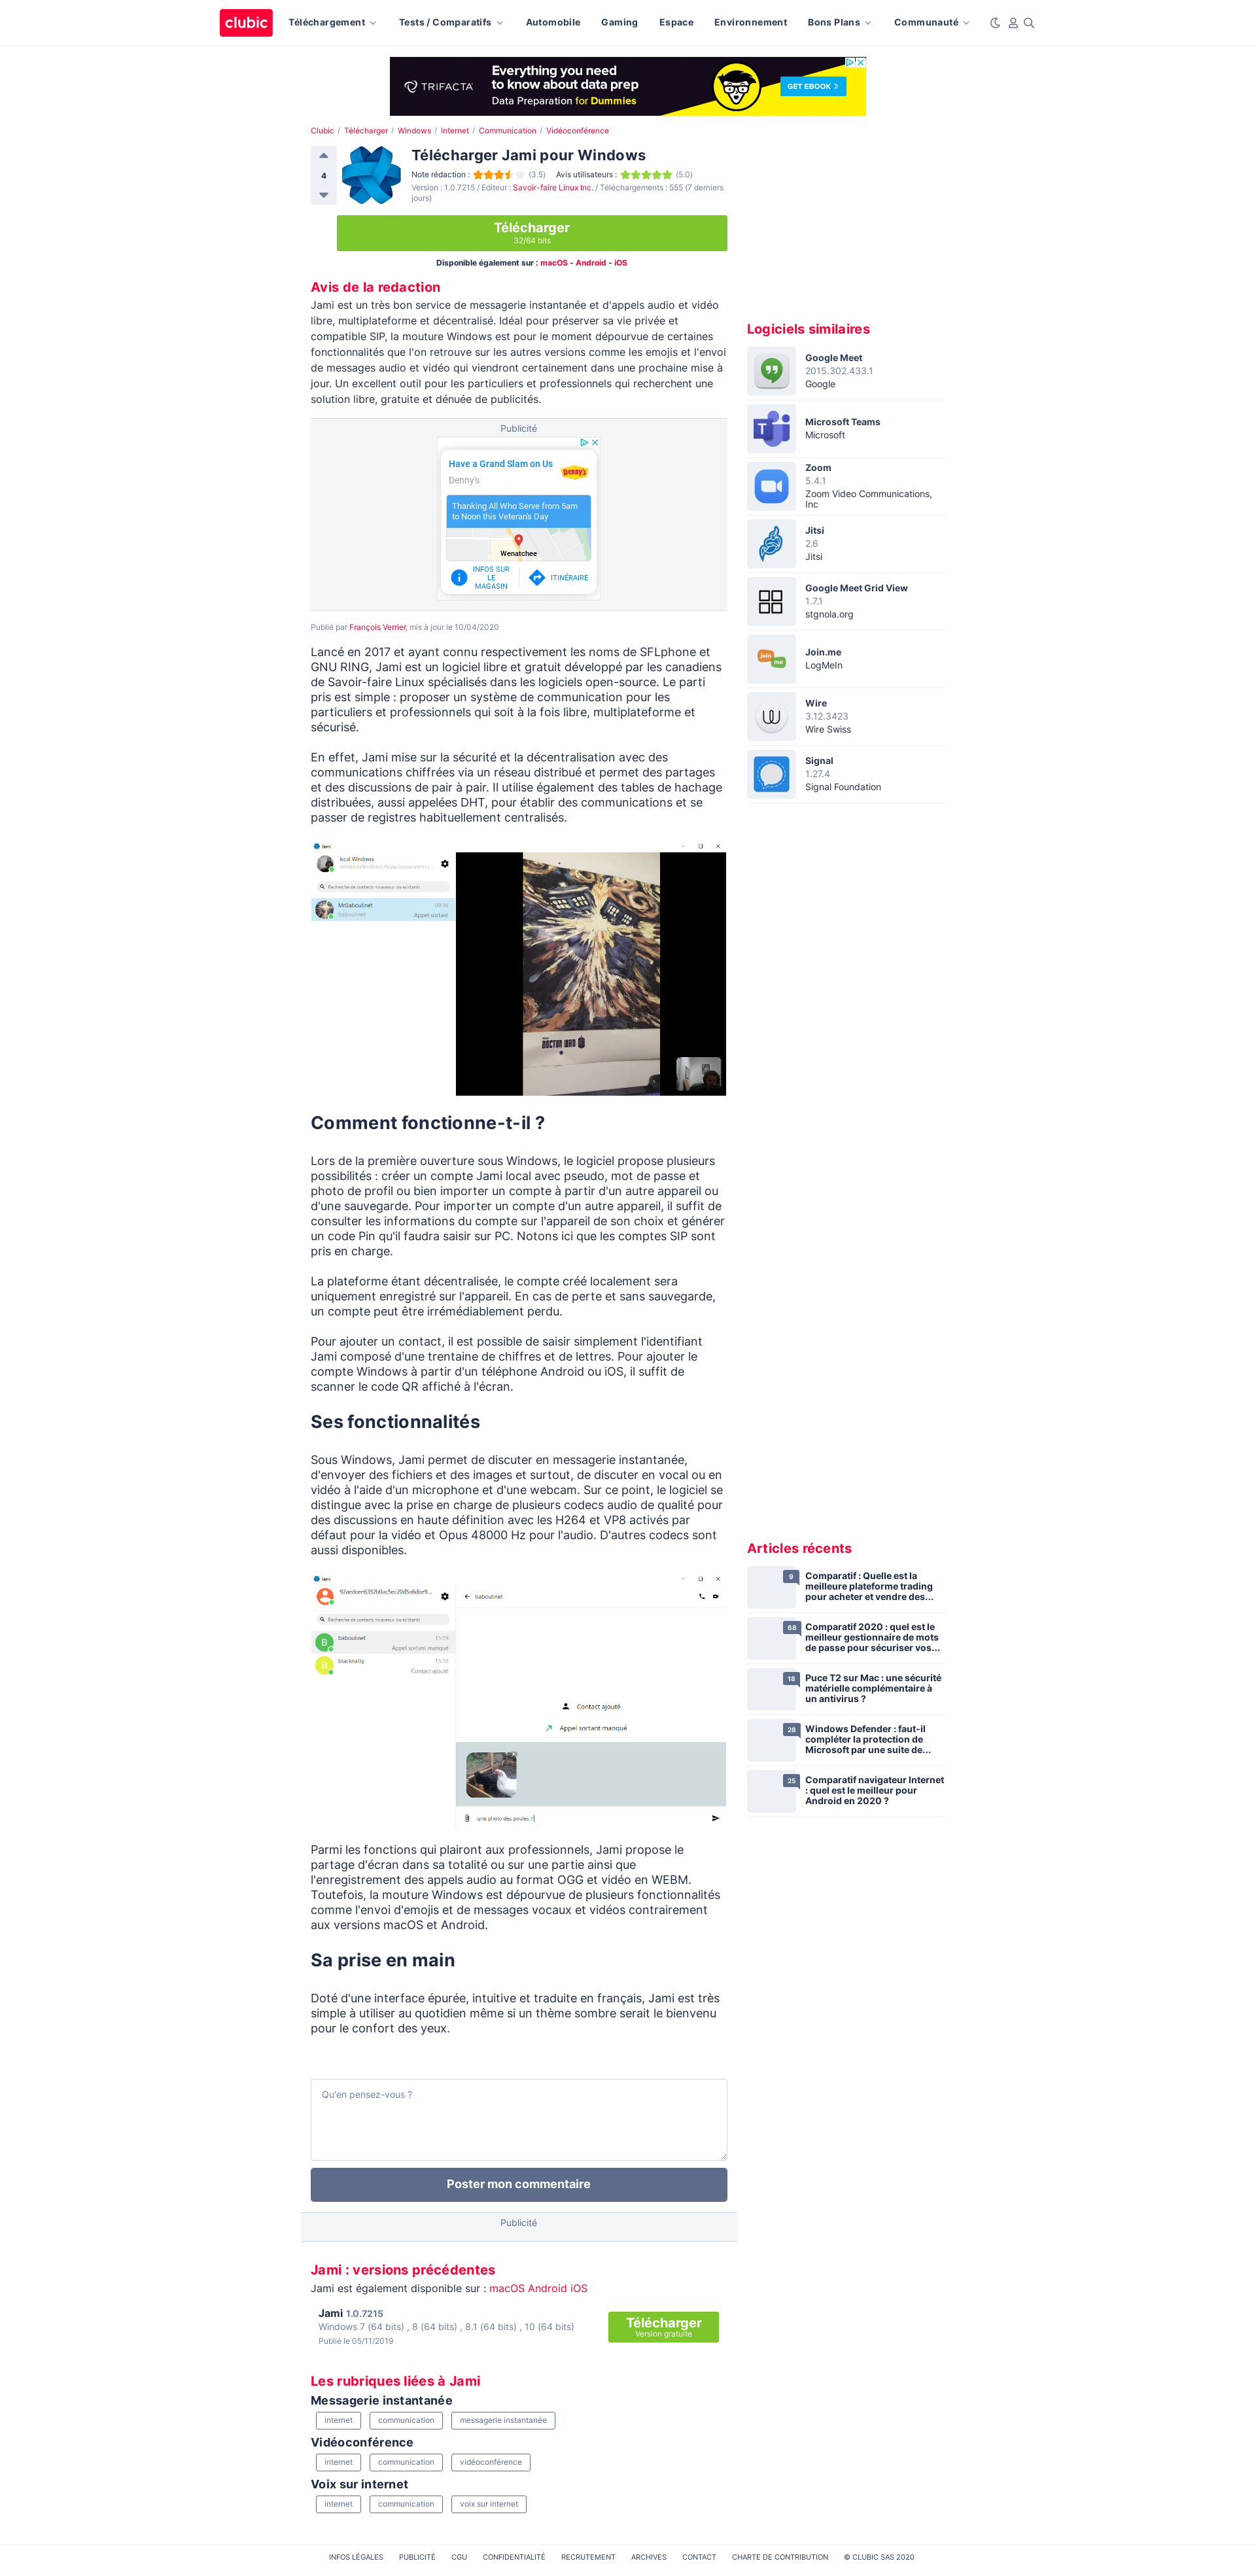 clubic Téléchargement Tests / Comparatifs Automobile Gaming Espace Environnement Bons Plans Communauté
TRIFACTA
Everything you need
to know about data prep
Data Preparation for Dummies
GET EBOOK »
Clubic / Télécharger / Windows / Internet / Communication / Vidéoconférence
4
Télécharger Jami pour Windows
Note rédaction : (3.5) Avis utilisateurs : (5.0)
Version : 1.0.7215 / Editeur : Savoir-faire Linux Inc. / Téléchargements : 555 (7 derniers
jours)
Télécharger
32/64 bits
Disponible également sur : macOS - Android - iOS
Avis de la redaction
Jami est un très bon service de messagerie instantanée et d'appels audio et vidéo
libre, multiplateforme et décentralisé. Idéal pour préserver sa vie privée et
compatible SIP, la mouture Windows est pour le moment dépourvue de certaines
fonctionnalités que l'on retrouve sur les autres versions comme les emojis et l'envoi
de messages audio et vidéo qui viendront certainement dans une prochaine mise à
jour. Un excellent outil pour les particuliers et professionnels qui recherchent une
solution libre, gratuite et dénuée de publicités.
Publicité
Have a Grand Slam on Us
Denny's
Denny's
Thanking All Who Serve from 5am
to Noon this Veteran's Day
Wenatchee
INFOS SUR
LE
MAGASIN
ITINÉRAIRE
Publié par François Verrier, mis à jour le 10/04/2020
Lancé en 2017 et ayant connu respectivement les noms de SFLphone et
GNU RING, Jami est un logiciel libre et gratuit développé par les canadiens
de Savoir-faire Linux spécialisés dans les logiciels open-source. Le parti
pris est simple : proposer un système de communication pour les
particuliers et professionnels qui soit à la fois libre, multiplateforme et
sécurisé.
En effet, Jami mise sur la sécurité et la décentralisation avec des
communications chiffrées via un réseau distribué et permet des partages
et des discussions de pair à pair. Il utilise également des tables de hachage
distribuées, aussi appelées DHT, pour établir des communications et se
passer de registres habituellement centralisés.
Jami
local Windows
Recherche de contacts nouveaux ou existants
MrBaboulinet 09:16
baboulinet Appel sortant
DOCTOR WHO
Comment fonctionne-t-il ?
Lors de la première ouverture sous Windows, le logiciel propose plusieurs
possibilités : créer un compte Jami local avec pseudo, mot de passe et
photo de profil ou bien importer un compte à partir d'un autre appareil ou
d'une sauvegarde. Pour importer un compte d'un autre appareil, il suffit de
consulter les informations du compte sur l'appareil de son choix et générer
un code Pin qu'il faudra saisir sur PC. Notons ici que les comptes SIP sont
pris en charge.
La plateforme étant décentralisée, le compte créé localement sera
uniquement enregistré sur l'appareil. En cas de perte et sans sauvegarde,
un compte peut être irrémédiablement perdu.
Pour ajouter un contact, il est possible de saisir simplement l'identifiant
Jami composé d'une trentaine de chiffres et de lettres. Pour ajouter le
compte Windows à partir d'un téléphone Android ou iOS, il suffit de
scanner le code QR affiché à l'écran.
Ses fonctionnalités
Sous Windows, Jami permet de discuter en messagerie instantanée,
d'envoyer des fichiers et des images et surtout, de discuter en vocal ou en
vidéo à l'aide d'un microphone et d'une webcam. Sur ce point, le logiciel se
distingue avec la prise en charge de plusieurs codecs audio de qualité pour
des discussions en haute définition avec les H264 et VP8 activés par
défaut pour la vidéo et Opus 48000 Hz pour l'audio. D'autres codecs sont
aussi disponibles.
Jami
baboulinet
Recherche de contacts nouveaux ou existants
B baboulinet 15:19
Appel sortant manqué
B blacknatly 15:18
Contact ajouté
Contact ajouté
Appel sortant manqué
une photo des poules !
Parmi les fonctions qui plairont aux professionnels, Jami propose le
partage d'écran dans sa totalité ou sur une partie ainsi que
l'enregistrement des appels audio au format OGG et vidéo en WEBM.
Toutefois, la mouture Windows est dépourvue de plusieurs fonctionnalités
comme l'envoi d'emojis et de messages vocaux et vidéos contrairement
aux versions macOS et Android.
Sa prise en main
Doté d'une interface épurée, intuitive et traduite en français, Jami est très
simple à utiliser au quotidien même si un thème sombre serait le bienvenu
pour le confort des yeux.
Qu'en pensez-vous ?
Poster mon commentaire
Publicité
Jami : versions précédentes
Jami est également disponible sur : macOS Android iOS
Jami 1.0.7215
Windows 7 (64 bits) , 8 (64 bits) , 8.1 (64 bits) , 10 (64 bits)
Publié le 05/11/2019
Télécharger
Version gratuite
Les rubriques liées à Jami
Messagerie instantanée
internet communication messagerie instantanée
Vidéoconférence
internet communication vidéoconférence
Voix sur internet
internet communication voix sur internet
Logiciels similaires
Google Meet
2015.302.433.1
Google
Microsoft Teams
Microsoft
Zoom
5.4.1
Zoom Video Communications,
Inc
Jitsi
2.6
Jitsi
Google Meet Grid View
1.7.1
stgnola.org
join me
Join.me
LogMeIn
Wire
3.12.3423
Wire Swiss
Signal
1.27.4
Signal Foundation
Articles récents
9
Comparatif : Quelle est la
meilleure plateforme trading
pour acheter et vendre des...
68
Comparatif 2020 : quel est le
meilleur gestionnaire de mots
de passe pour sécuriser vos...
18
Puce T2 sur Mac : une sécurité
matérielle complémentaire à
un antivirus ?
28
Windows Defender : faut-il
compléter la protection de
Microsoft par une suite de...
25
Comparatif navigateur Internet
: quel est le meilleur pour
Android en 2020 ?
INFOS LÉGALES PUBLICITÉ CGU CONFIDENTIALITÉ RECRUTEMENT ARCHIVES CONTACT CHARTE DE CONTRIBUTION © CLUBIC SAS 2020